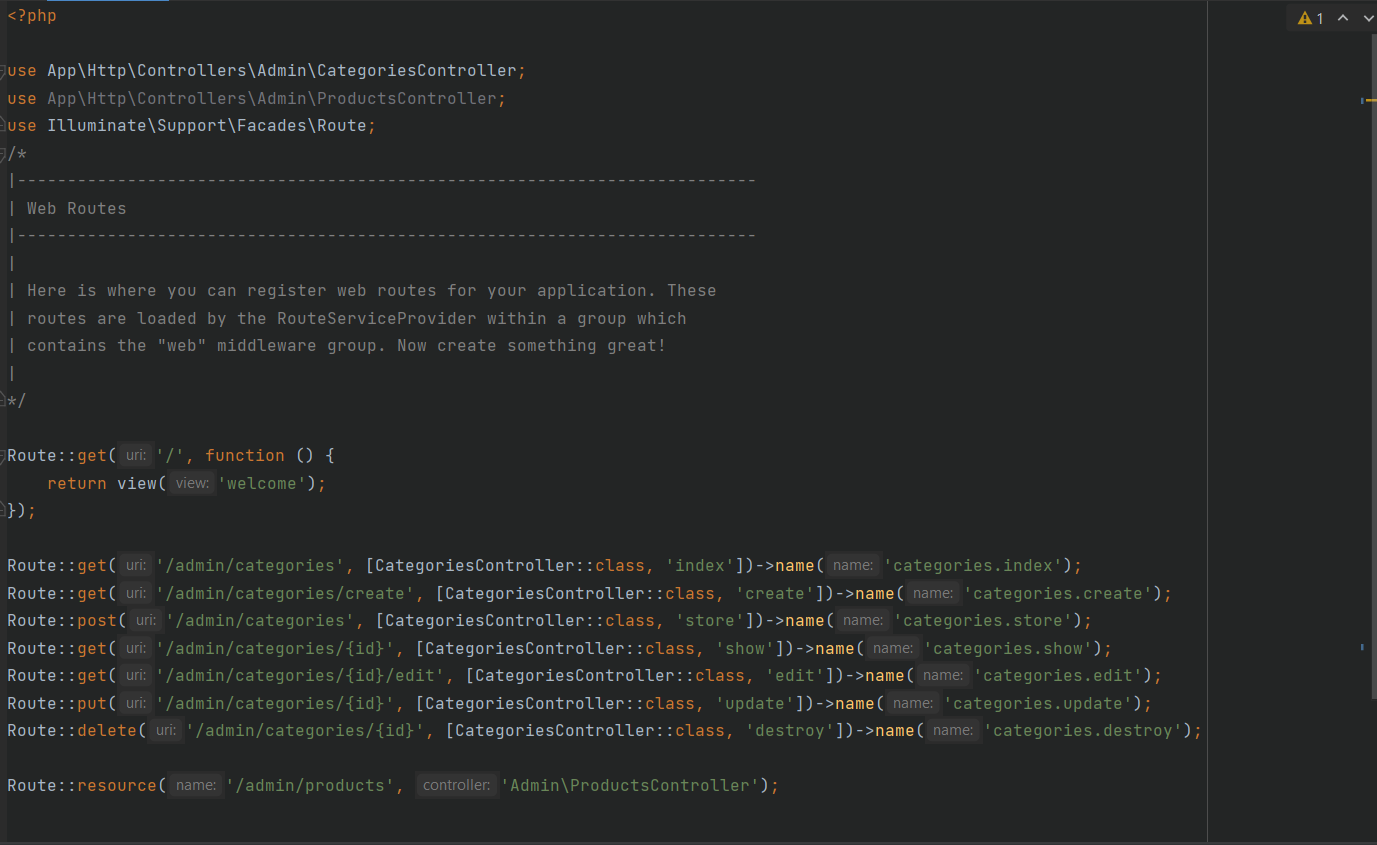 <?php
1
use App\Http\Controllers\Admin\CategoriesController;
use App\Http\Controllers\Admin\ProductsController;
use Illuminate\Support\Facades\Route;
/*
|--------------------------------------------------------------------------
| Web Routes
|--------------------------------------------------------------------------
|
| Here is where you can register web routes for your application. These
| routes are loaded by the RouteServiceProvider within a group which
| contains the "web" middleware group. Now create something great!
|
*/
Route::get( uri: '/', function () {
    return view( view: 'welcome');
});
Route::get( uri: '/admin/categories', [CategoriesController::class, 'index'])->name( name: 'categories.index');
Route::get( uri: '/admin/categories/create', [CategoriesController::class, 'create'])->name( name: 'categories.create');
Route::post( uri: '/admin/categories', [CategoriesController::class, 'store'])->name( name: 'categories.store');
Route::get( uri: '/admin/categories/{id}', [CategoriesController::class, 'show'])->name( name: 'categories.show');
Route::get( uri: '/admin/categories/{id}/edit', [CategoriesController::class, 'edit'])->name( name: 'categories.edit');
Route::put( uri: '/admin/categories/{id}', [CategoriesController::class, 'update'])->name( name: 'categories.update');
Route::delete( uri: '/admin/categories/{id}', [CategoriesController::class, 'destroy'])->name( name: 'categories.destroy');
Route::resource( name: '/admin/products', controller: 'Admin\ProductsController');